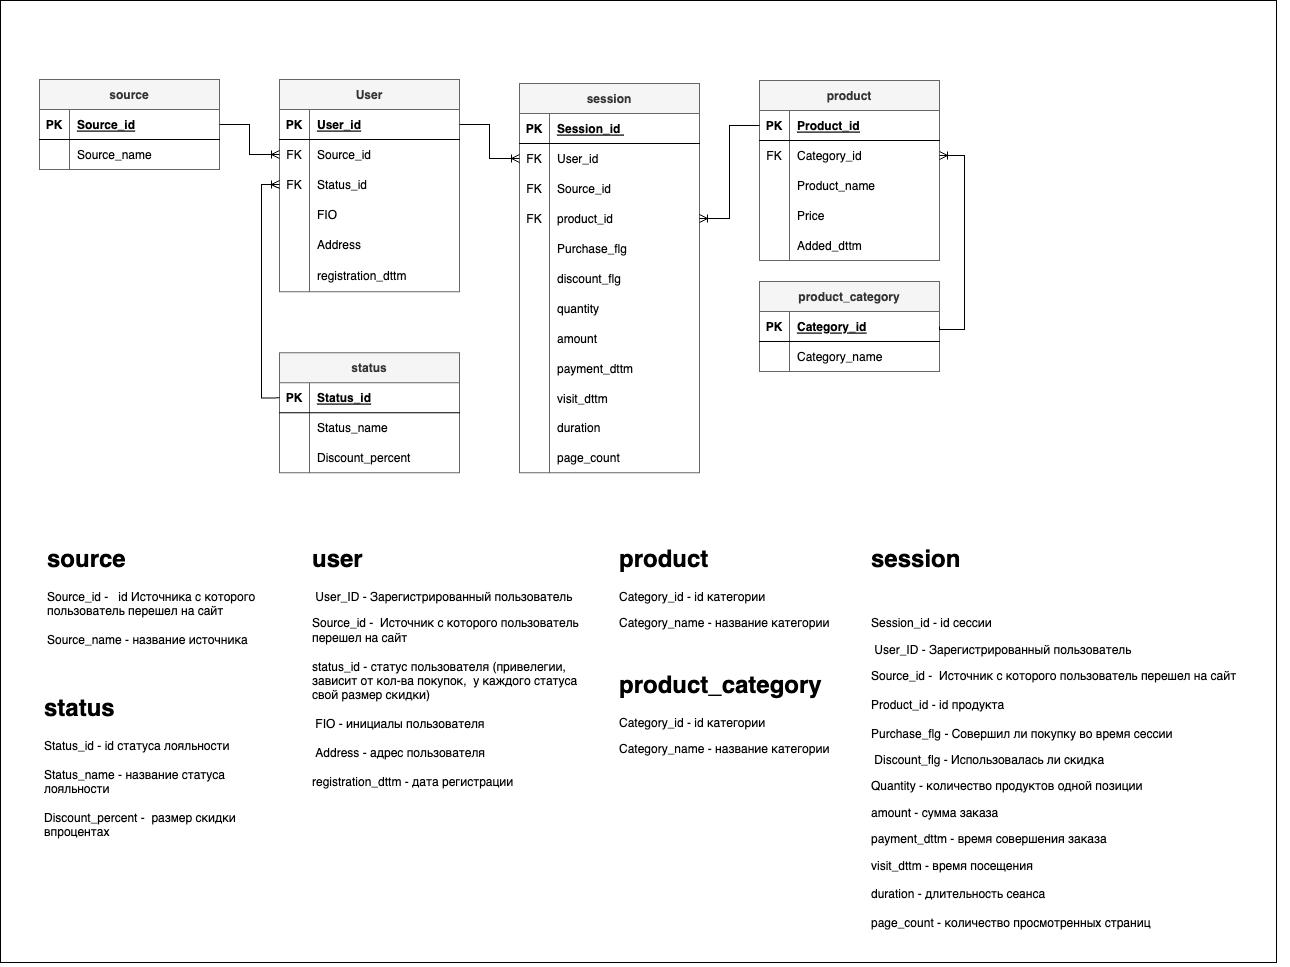 source
PK Source_id
Source_name
User
PK User_id
FK Source_id
FK Status_id
FIO
Address
registration_dttm
session
PK Session_id
FK User_id
FK Source_id
FK product_id
Purchase_flg
discount_flg
quantity
amount
payment_dttm
visit_dttm
duration
page_count
product
PK Product_id
FK Category_id
Product_name
Price
Added_dttm
product_category
PK Category_id
Category_name
status
PK Status_id
Status_name
Discount_percent
source
Source_id - id Источника с которого
пользователь перешел на сайт
Source_name - название источника
status
Status_id - id статуса лояльности
Status_name - название статуса
лояльности
Discount_percent - размер скидки
впроцентах
user
User_ID - Зарегистрированный пользователь
Source_id - Источник с которого пользователь
перешел на сайт
status_id - статус пользователя (привелегии,
зависит от кол-ва покупок, у каждого статуса
свой размер скидки)
FIO - инициалы пользователя
Address - адрес пользователя
registration_dttm - дата регистрации
product
Category_id - id категории
Category_name - название категории
product_category
Category_id - id категории
Category_name - название категории
session
Session_id - id сессии
User_ID - Зарегистрированный пользователь
Source_id - Источник с которого пользователь перешел на сайт
Product_id - id продукта
Purchase_flg - Совершил ли покупку во время сессии
Discount_flg - Использовалась ли скидка
Quantity - количество продуктов одной позиции
amount - сумма заказа
payment_dttm - время совершения заказа
visit_dttm - время посещения
duration - длительность сеанса
page_count - количество просмотренных страниц